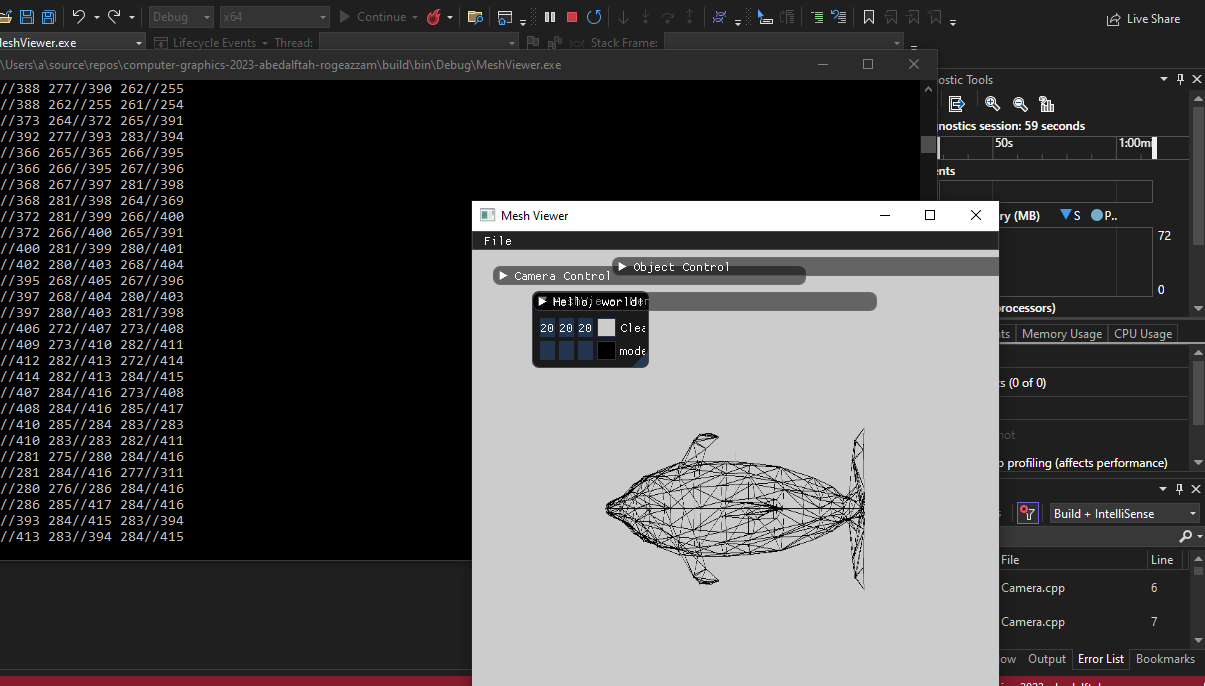 Debug x64 Continue
Live Share
MeshViewer.exe Lifecycle Events Thread: Stack Frame:
\Users\a\source\repos\computer-graphics-2023-abedalftah-rogeazzam\build\bin\Debug\MeshViewer.exe
//388 277//390 262//255
//388 262//255 261//254
//373 264//372 265//391
//392 277//393 283//394
//366 265//365 266//395
//366 266//395 267//396
//368 267//397 281//398
//368 281//398 264//369
//372 281//399 266//400
//372 266//400 265//391
//400 281//399 280//401
//402 280//403 268//404
//395 268//405 267//396
//397 268//404 280//403
//397 280//403 281//398
//406 272//407 273//408
//409 273//410 282//411
//412 282//413 272//414
//414 282//413 284//415
//407 284//416 273//408
//408 284//416 285//417
//410 285//284 283//283
//410 283//283 282//411
//281 275//280 284//416
//281 284//416 277//311
//280 276//286 284//416
//286 285//417 284//416
//393 284//415 283//394
//413 283//394 284//415
Mesh Viewer
File
Camera Control
Object Control
Hello, world!
20 20 20 Clea
mode
ostic Tools
gnostics session: 59 seconds
50s 1:00mi
ents
ry (MB) S P..
72
0
rocessors)
ts Memory Usage CPU Usage
s (0 of 0)
hot
o profiling (affects performance)
Build + IntelliSense
File Line
Camera.cpp 6
Camera.cpp 7
ow Output Error List Bookmarks